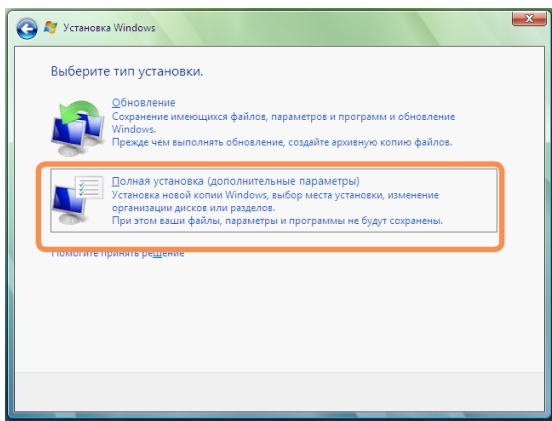 Установка Windows
Выберите тип установки.
Обновление
Сохранение имеющихся файлов, параметров и программ и обновление
Windows.
Прежде чем выполнять обновление, создайте архивную копию файлов.
Полная установка (дополнительные параметры)
Установка новой копии Windows, выбор места установки, изменение
организации дисков или разделов.
При этом ваши файлы, параметры и программы не будут сохранены.
Помогите принять решение